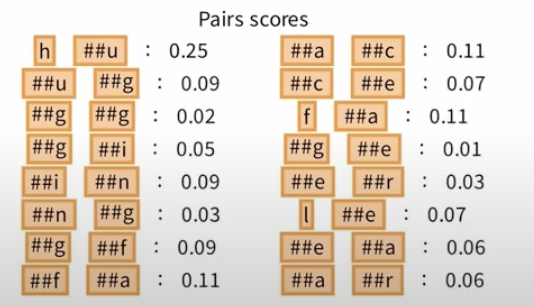 Pairs scores
h ##u : 0.25
##u ##g : 0.09
##g ##g : 0.02
##g ##i : 0.05
##i ##n : 0.09
##n ##g : 0.03
##g ##f : 0.09
##f ##a : 0.11
##a ##c : 0.11
##c ##e : 0.07
f ##a : 0.11
##g ##e : 0.01
##e ##r : 0.03
l ##e : 0.07
##e ##a : 0.06
##a ##r : 0.06